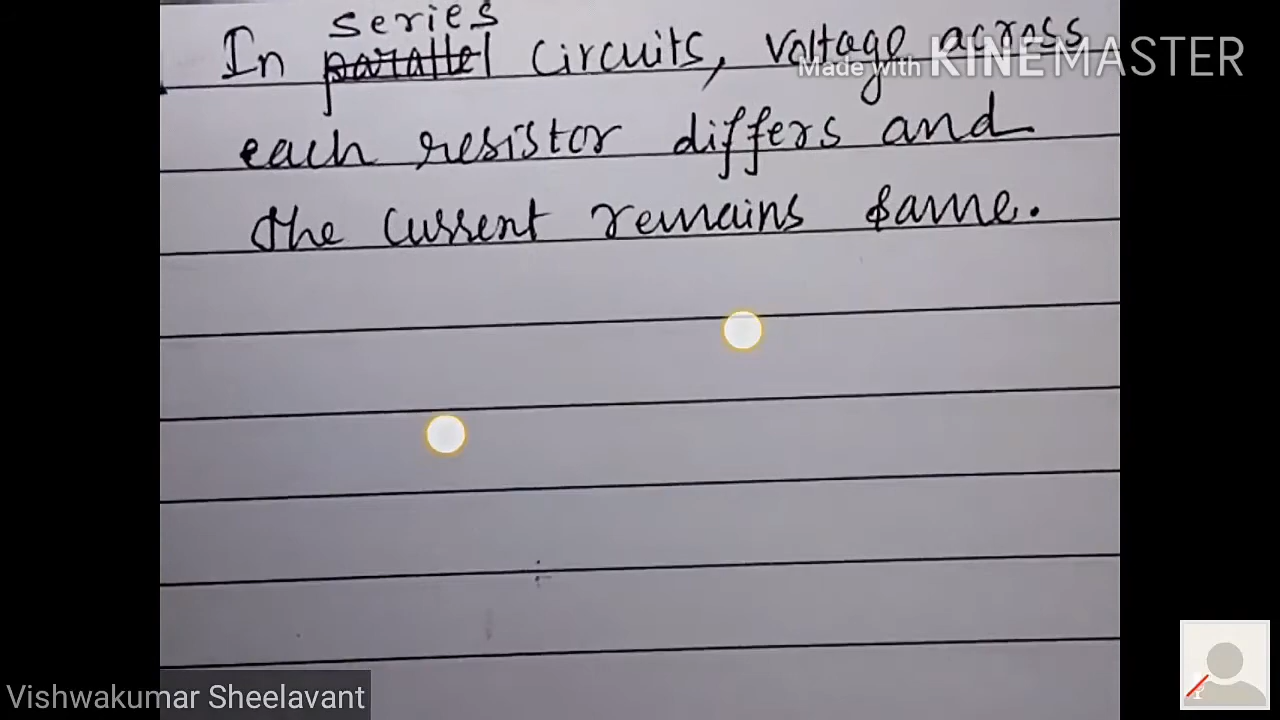 series
In parallel circuits, voltage across
Made with KINEMASTER
each resistor differs and
the current remains same.
Vishwakumar Sheelavant